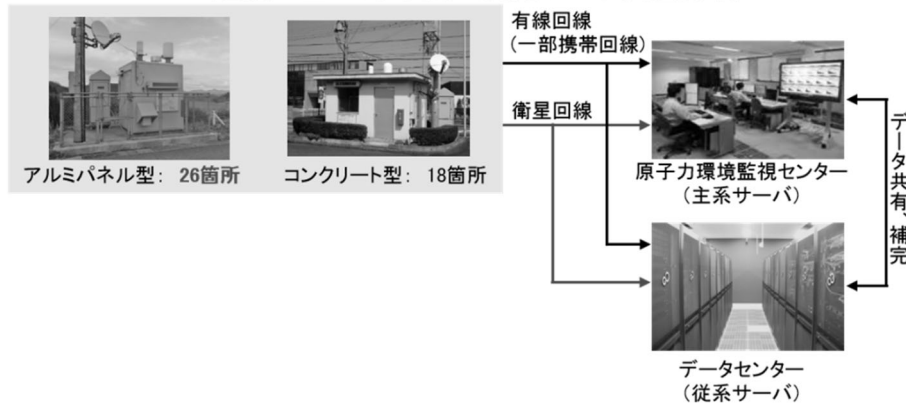 有線回線
(一部携帯回線)
衛星回線
アルミパネル型： 26箇所
コンクリート型： 18箇所
原子力環境監視センター
(主系サーバ)
データ共有、補完
データセンター
(従系サーバ)